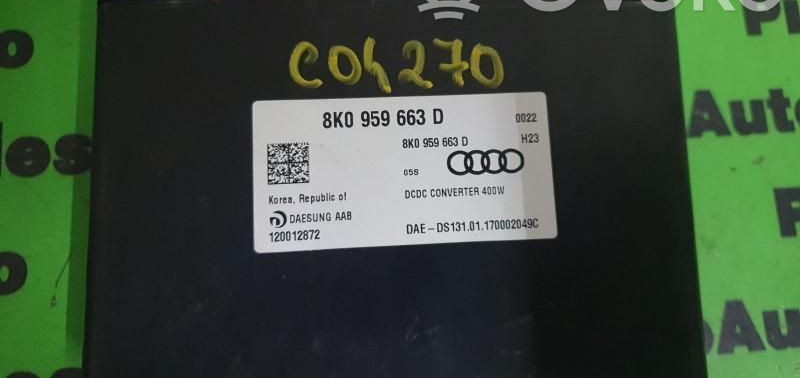 C04270
8K0 959 663 D
0022
8K0 959 663 D
H23
05S
Korea, Republic of
DCDC CONVERTER 400W
DAESUNG AAB
120012872
DAE-DS131.01.170002049C